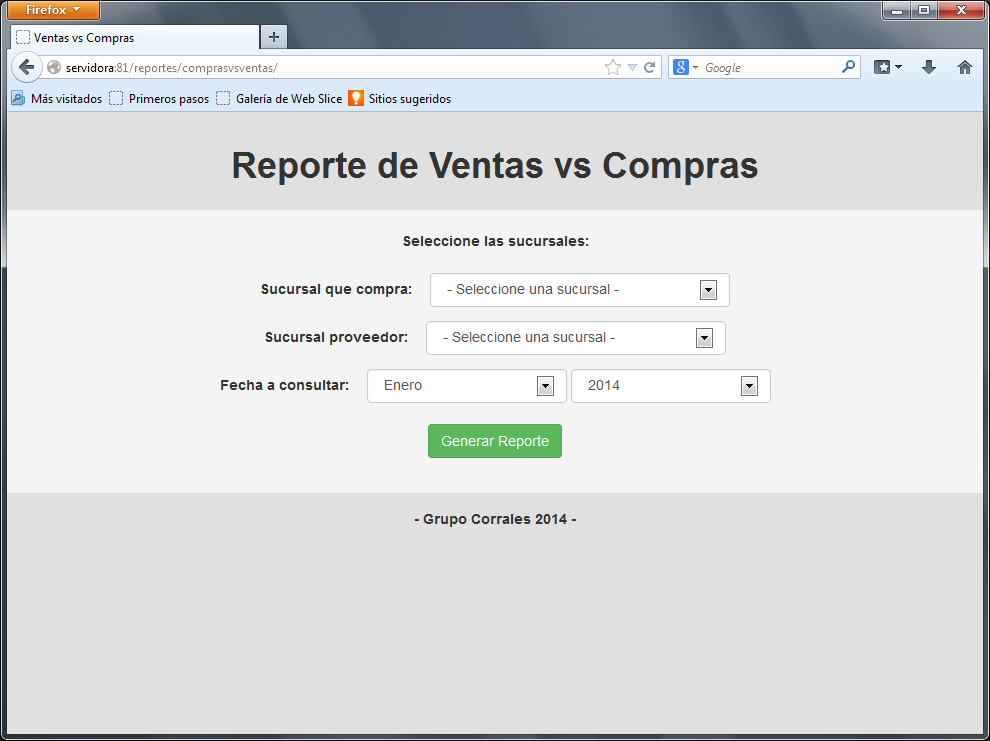 Firefox
Ventas vs Compras
servidora:81/reportes/comprasvsventas/
Google
Más visitados Primeros pasos Galería de Web Slice Sitios sugeridos
Reporte de Ventas vs Compras
Seleccione las sucursales:
Sucursal que compra: - Seleccione una sucursal -
Sucursal proveedor: - Seleccione una sucursal -
Fecha a consultar: Enero 2014
Generar Reporte
- Grupo Corrales 2014 -